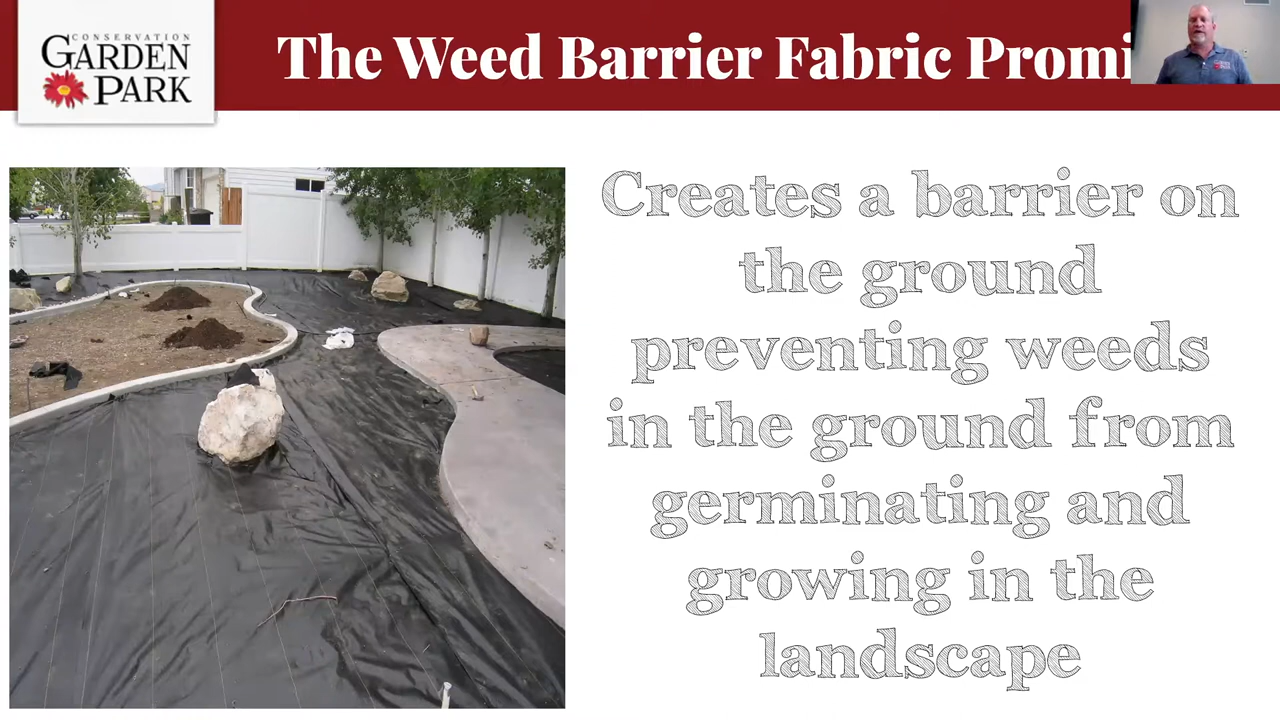 CONSERVATION
GARDEN
PARK
The Weed Barrier Fabric Promi
Creates a barrier on
the ground
preventing weeds
in the ground from
germinating and
growing in the
landscape